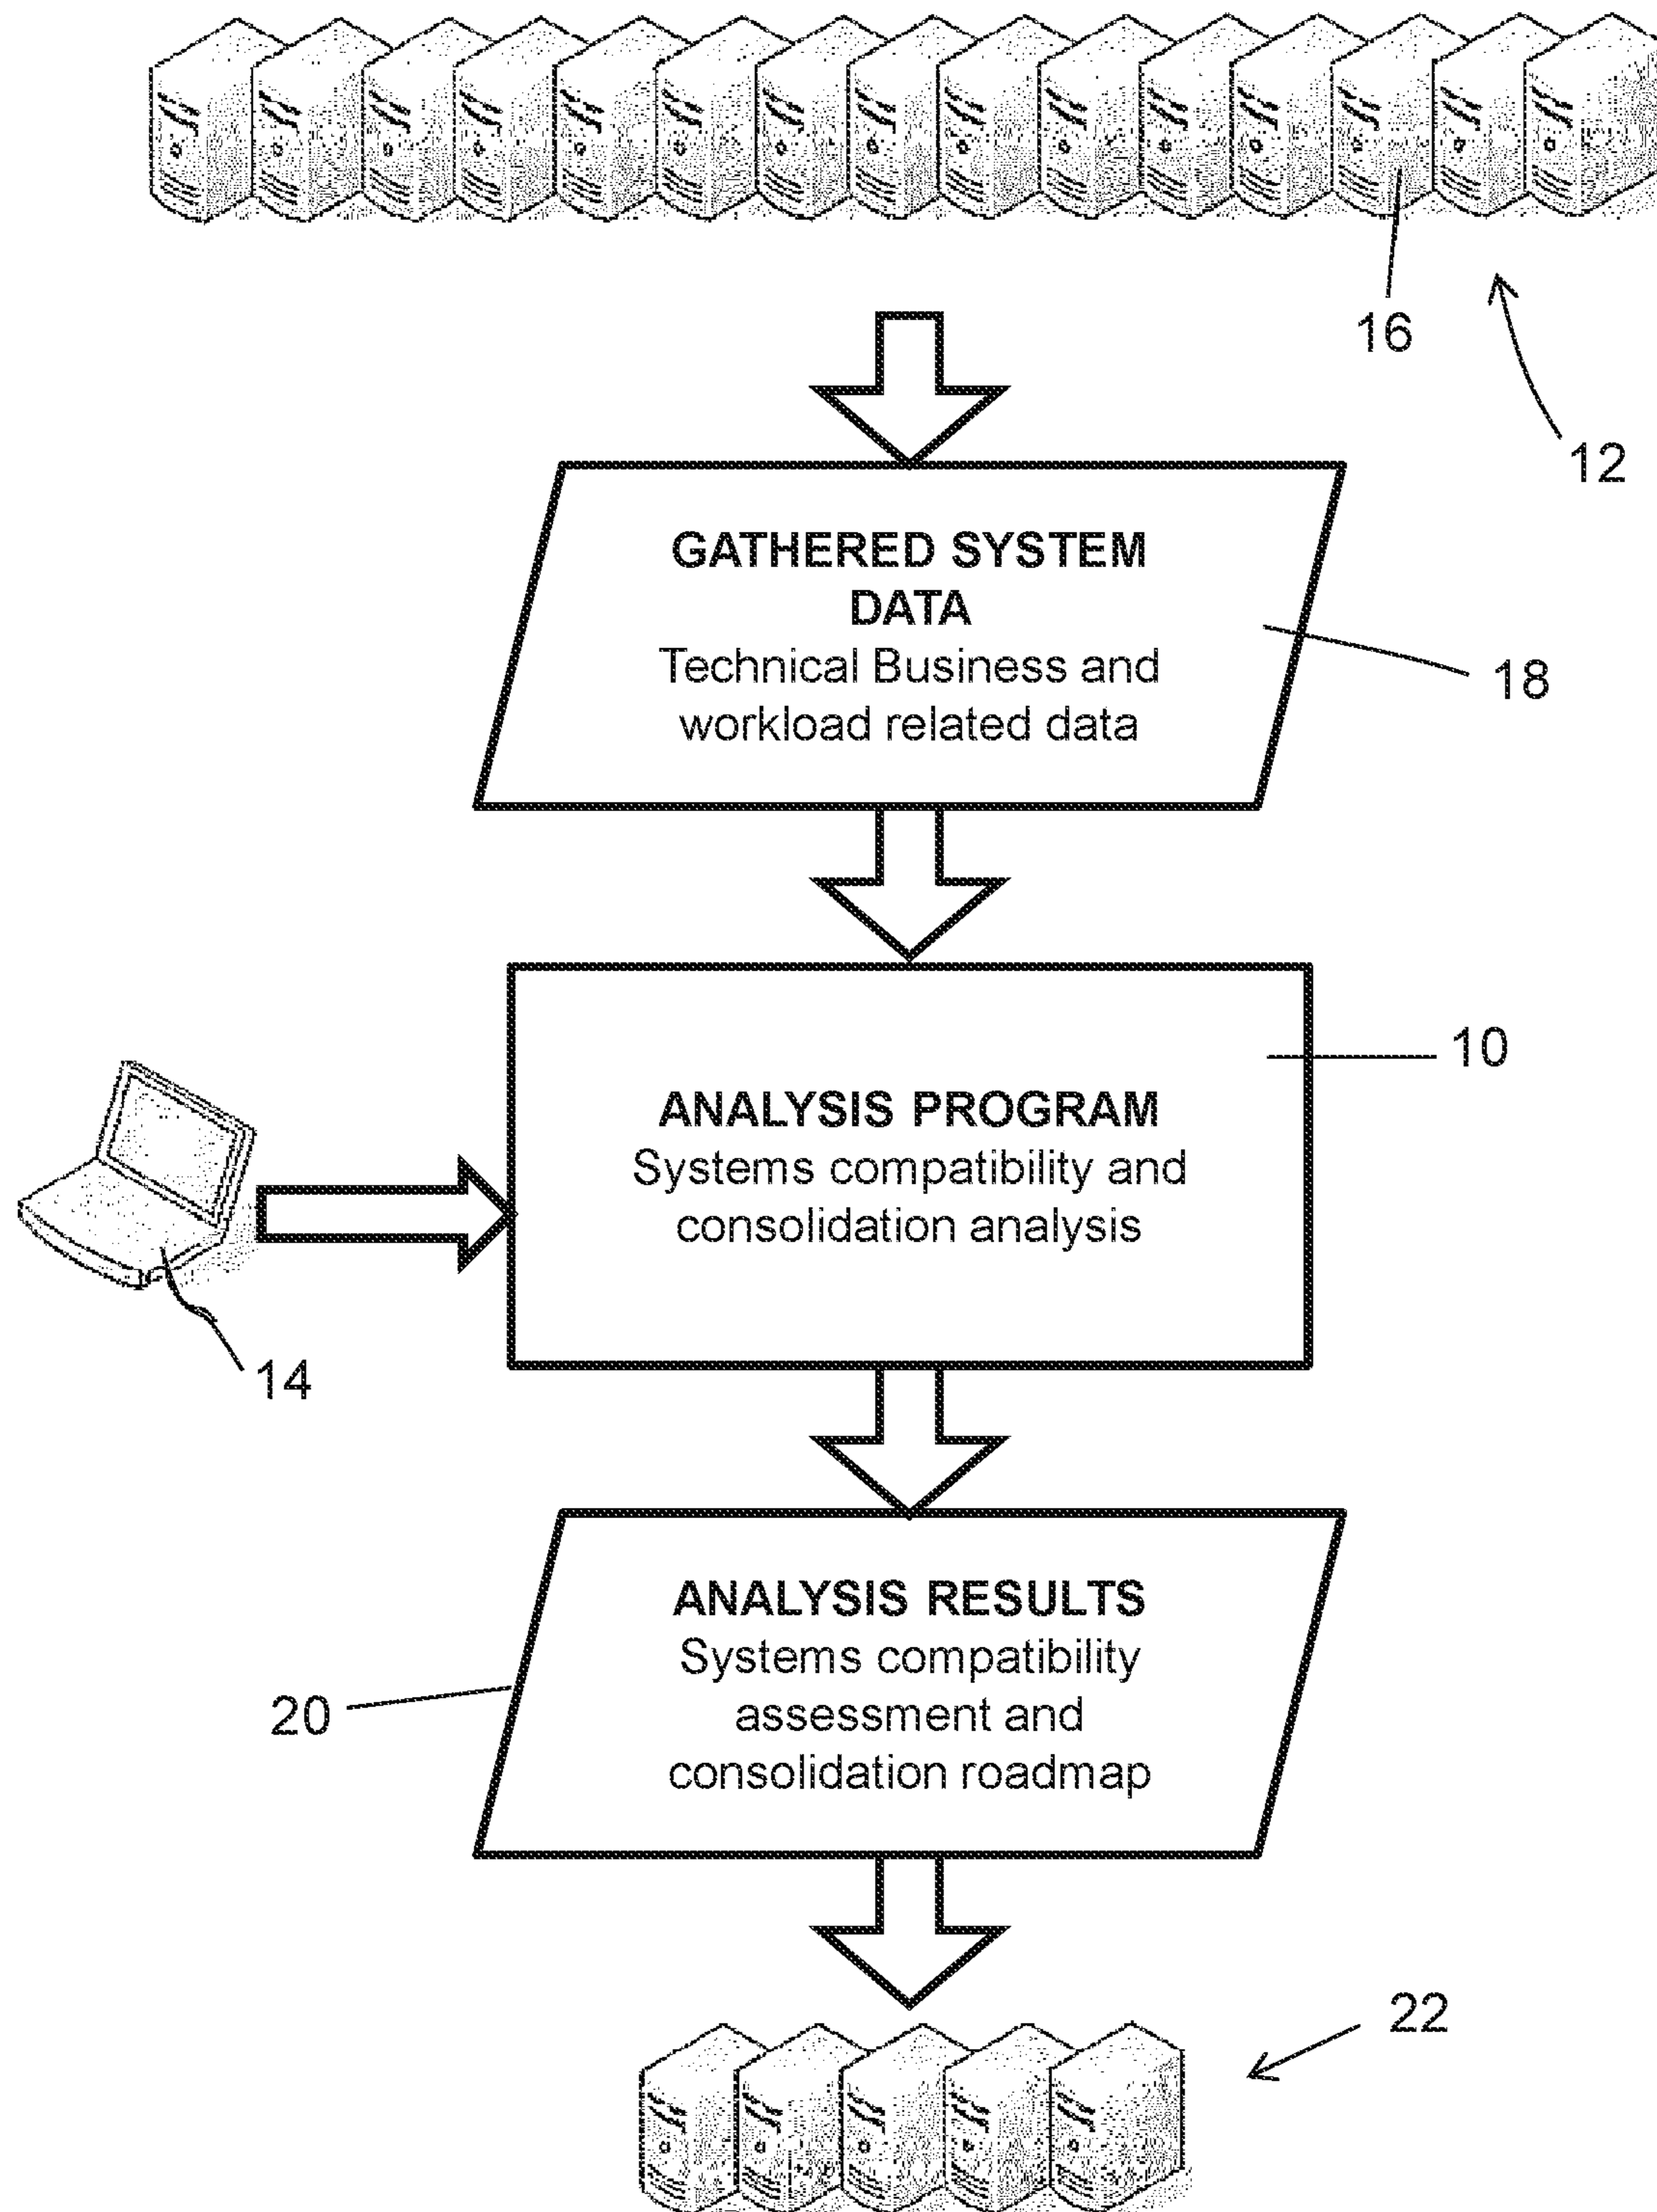 16
12
GATHERED SYSTEM
DATA
Technical Business and
workload related data
18
10
ANALYSIS PROGRAM
Systems compatibility and
consolidation analysis
14
ANALYSIS RESULTS
Systems compatibility
assessment and
consolidation roadmap
20
22